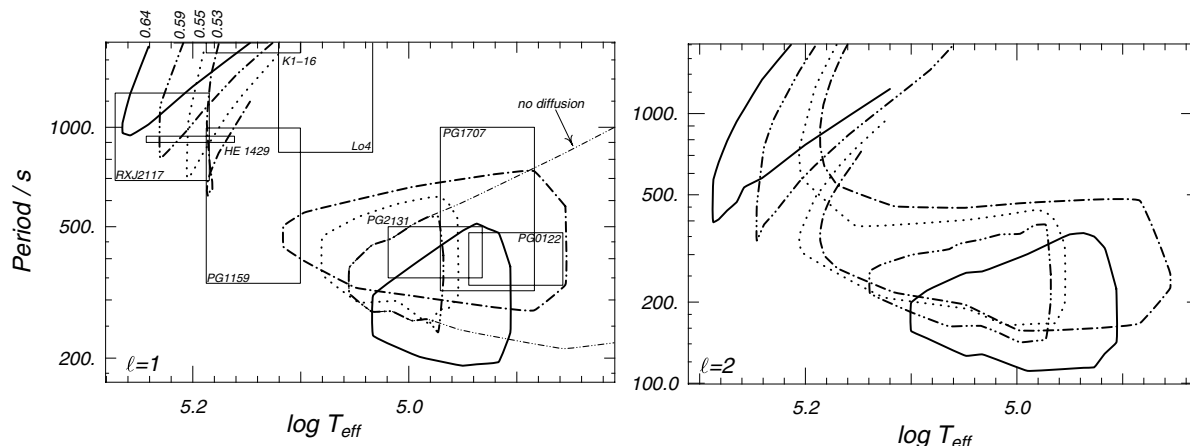 0.64
0.59
0.55
0.53
K1-16
no diffusion
1000.
PG1707
Lo4
HE 1429
RXJ2117
Period / s
500.
PG2131
PG0122
PG1159
200.
ℓ=1
5.2
5.0
log Teff
1000.
500.
200.
100.0
ℓ=2
5.2
5.0
log Teff